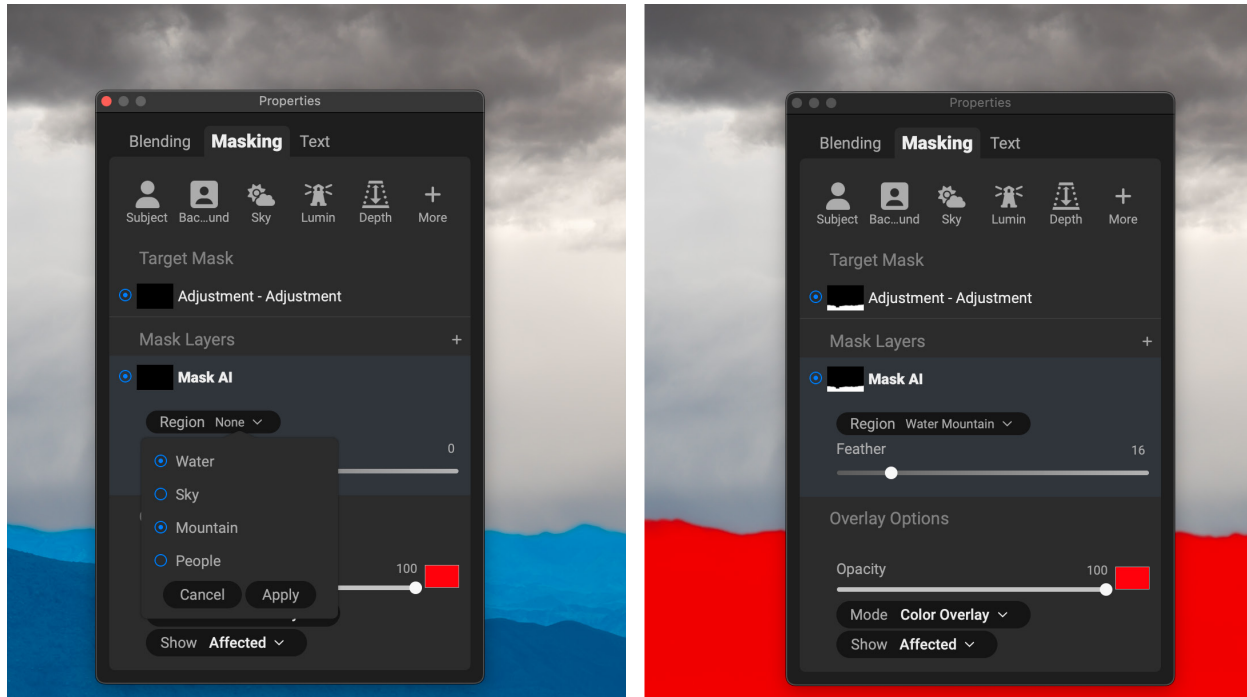 Properties
Blending Masking Text
Subject Bac...und Sky Lumin Depth More
Target Mask
Adjustment - Adjustment
Mask Layers +
Mask AI
Region None
0
Water
Sky
Mountain
People
100
Cancel Apply
Show Affected
Properties
Blending Masking Text
Subject Bac...und Sky Lumin Depth More
Target Mask
Adjustment - Adjustment
Mask Layers +
Mask AI
Region Water Mountain
Feather 16
Overlay Options
Opacity 100
Mode Color Overlay
Show Affected